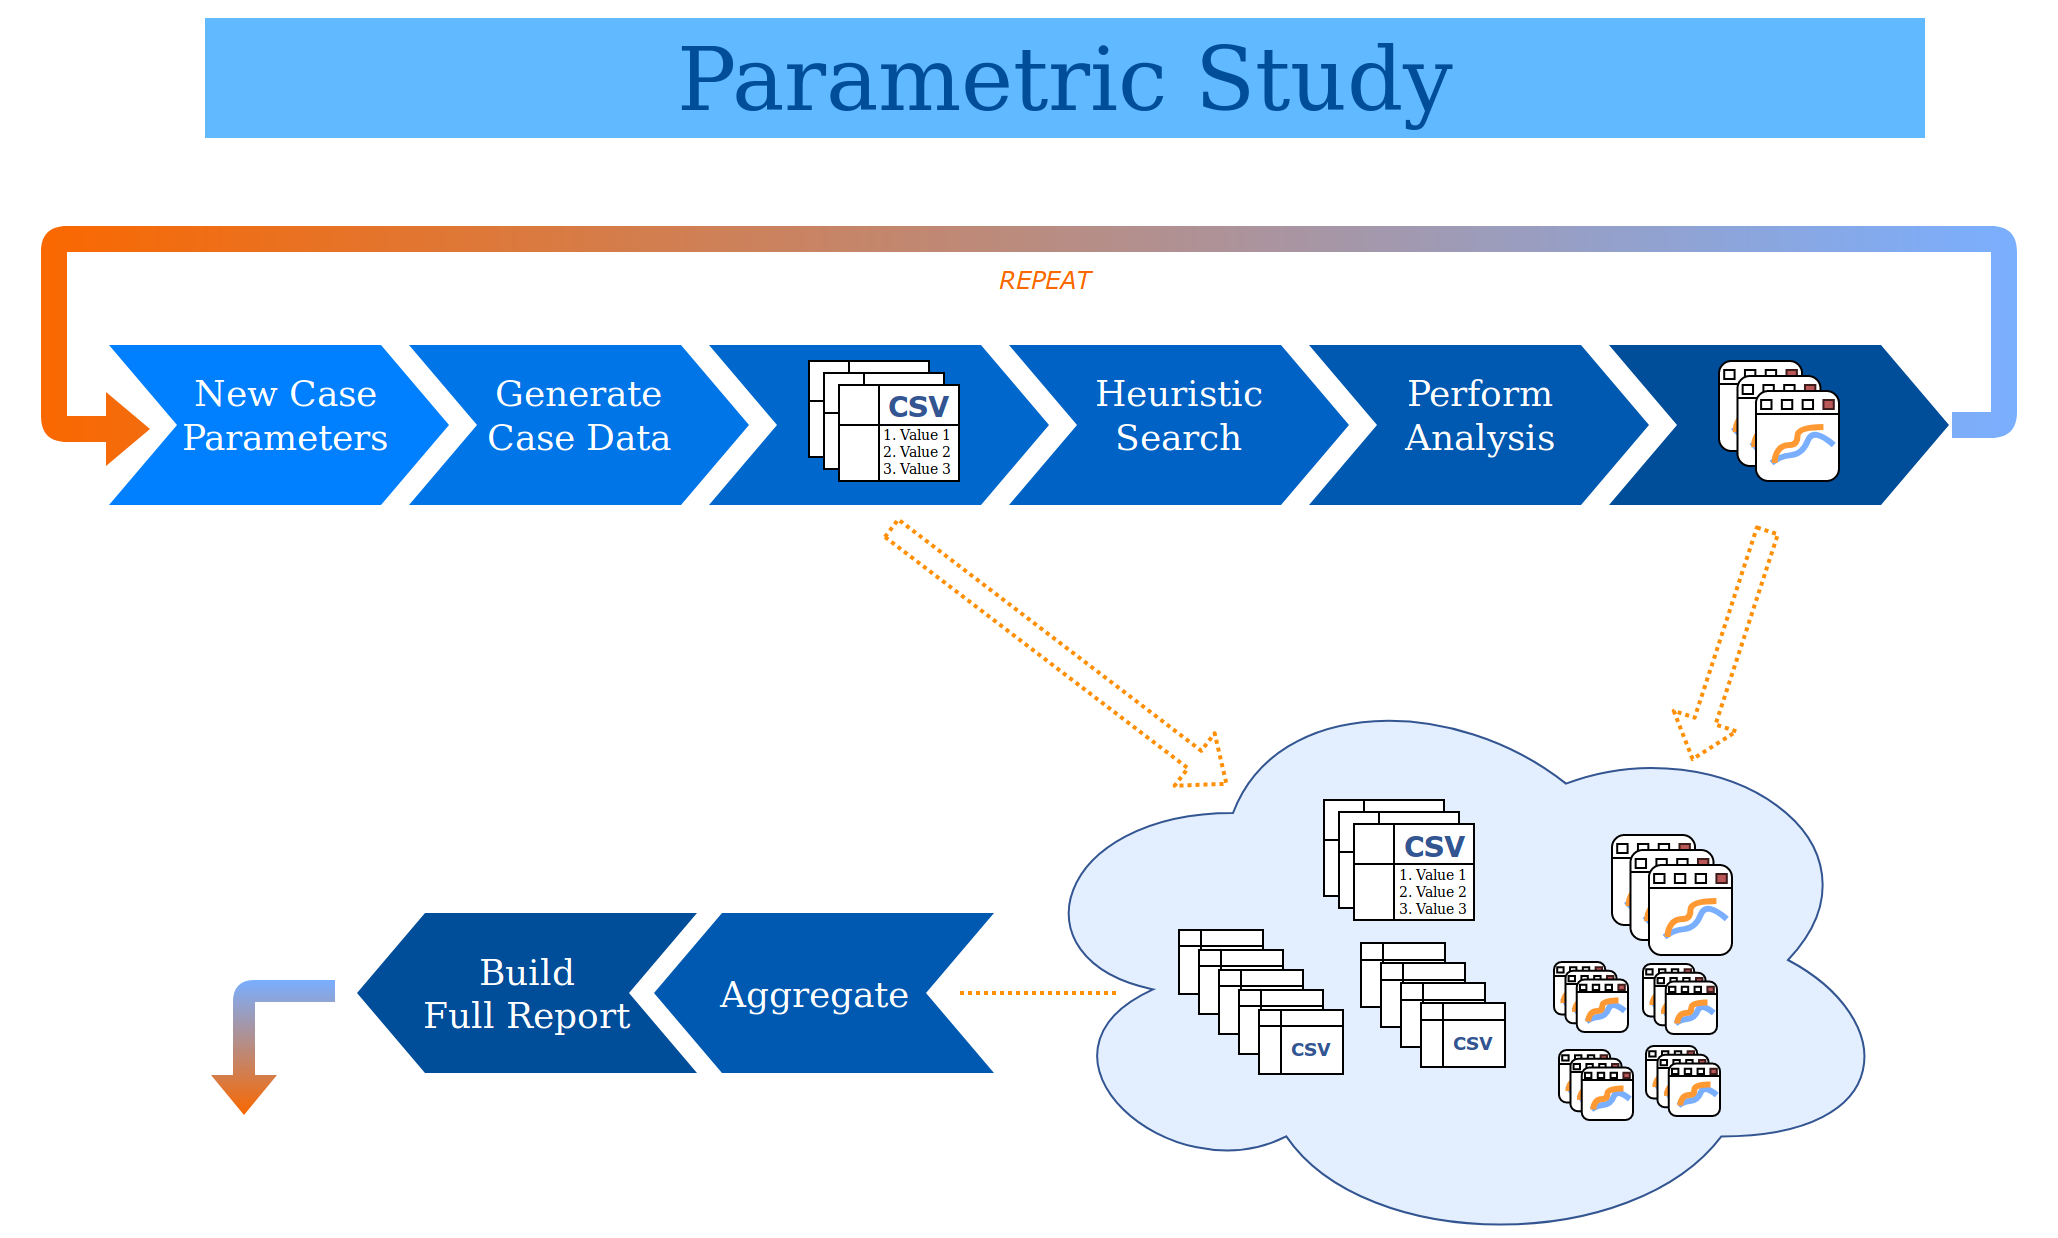 Parametric Study
REPEAT
New Case
Parameters
Generate
Case Data
CSV
1. Value 1
2. Value 2
3. Value 3
Heuristic
Search
Perform
Analysis
CSV
1. Value 1
2. Value 2
3. Value 3
CSV
CSV
Aggregate
Build
Full Report